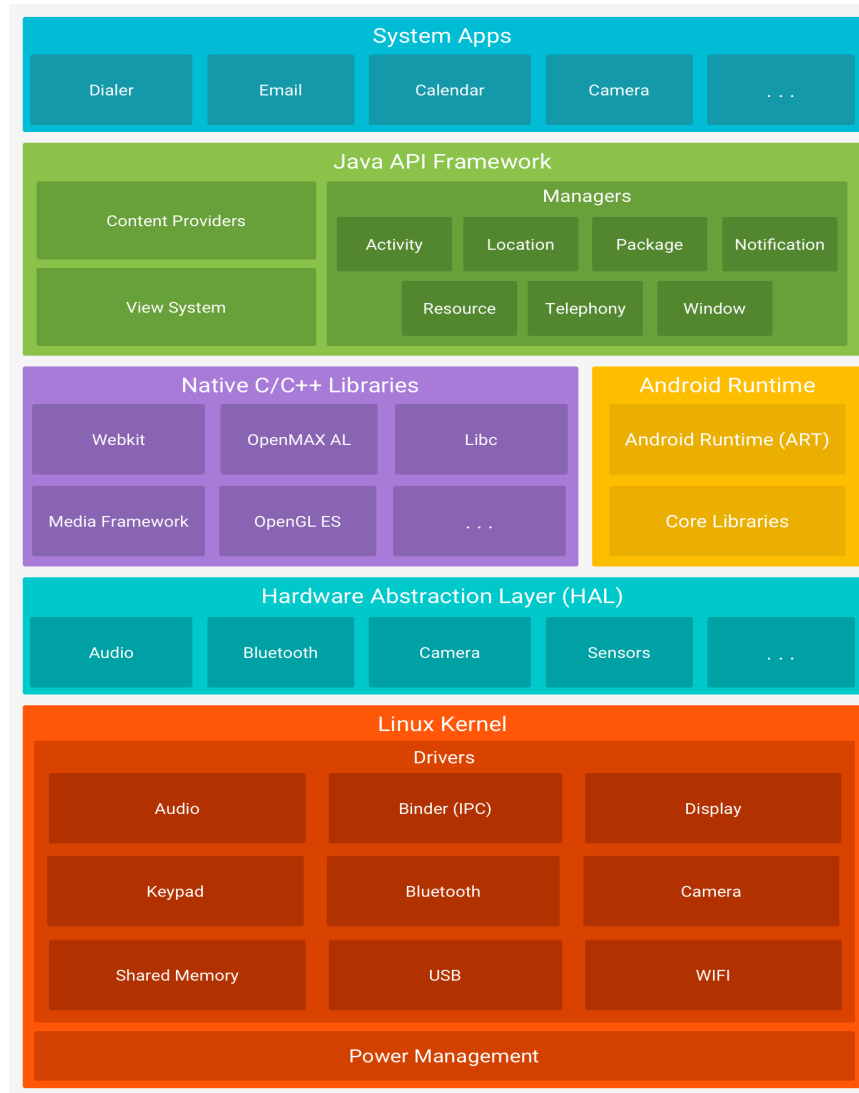 System Apps
Dialer
Email
Calendar
Camera
. . .
Java API Framework
Content Providers
View System
Managers
Activity
Location
Package
Notification
Resource
Telephony
Window
Native C/C++ Libraries
Webkit
OpenMAX AL
Libc
Media Framework
OpenGL ES
. . .
Android Runtime
Android Runtime (ART)
Core Libraries
Hardware Abstraction Layer (HAL)
Audio
Bluetooth
Camera
Sensors
. . .
Linux Kernel
Drivers
Audio
Binder (IPC)
Display
Keypad
Bluetooth
Camera
Shared Memory
USB
WIFI
Power Management